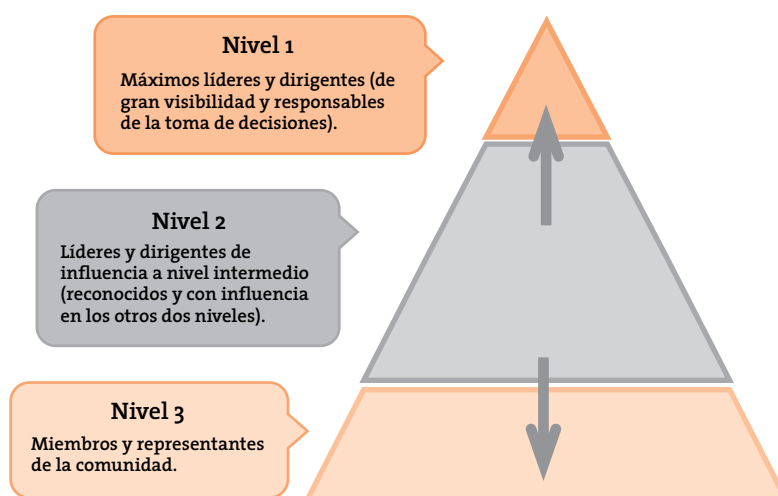 Nivel 1
Máximos líderes y dirigentes (de
gran visibilidad y responsables
de la toma de decisiones).
Nivel 2
Líderes y dirigentes de
influencia a nivel intermedio
(reconocidos y con influencia
en los otros dos niveles).
Nivel 3
Miembros y representantes
de la comunidad.